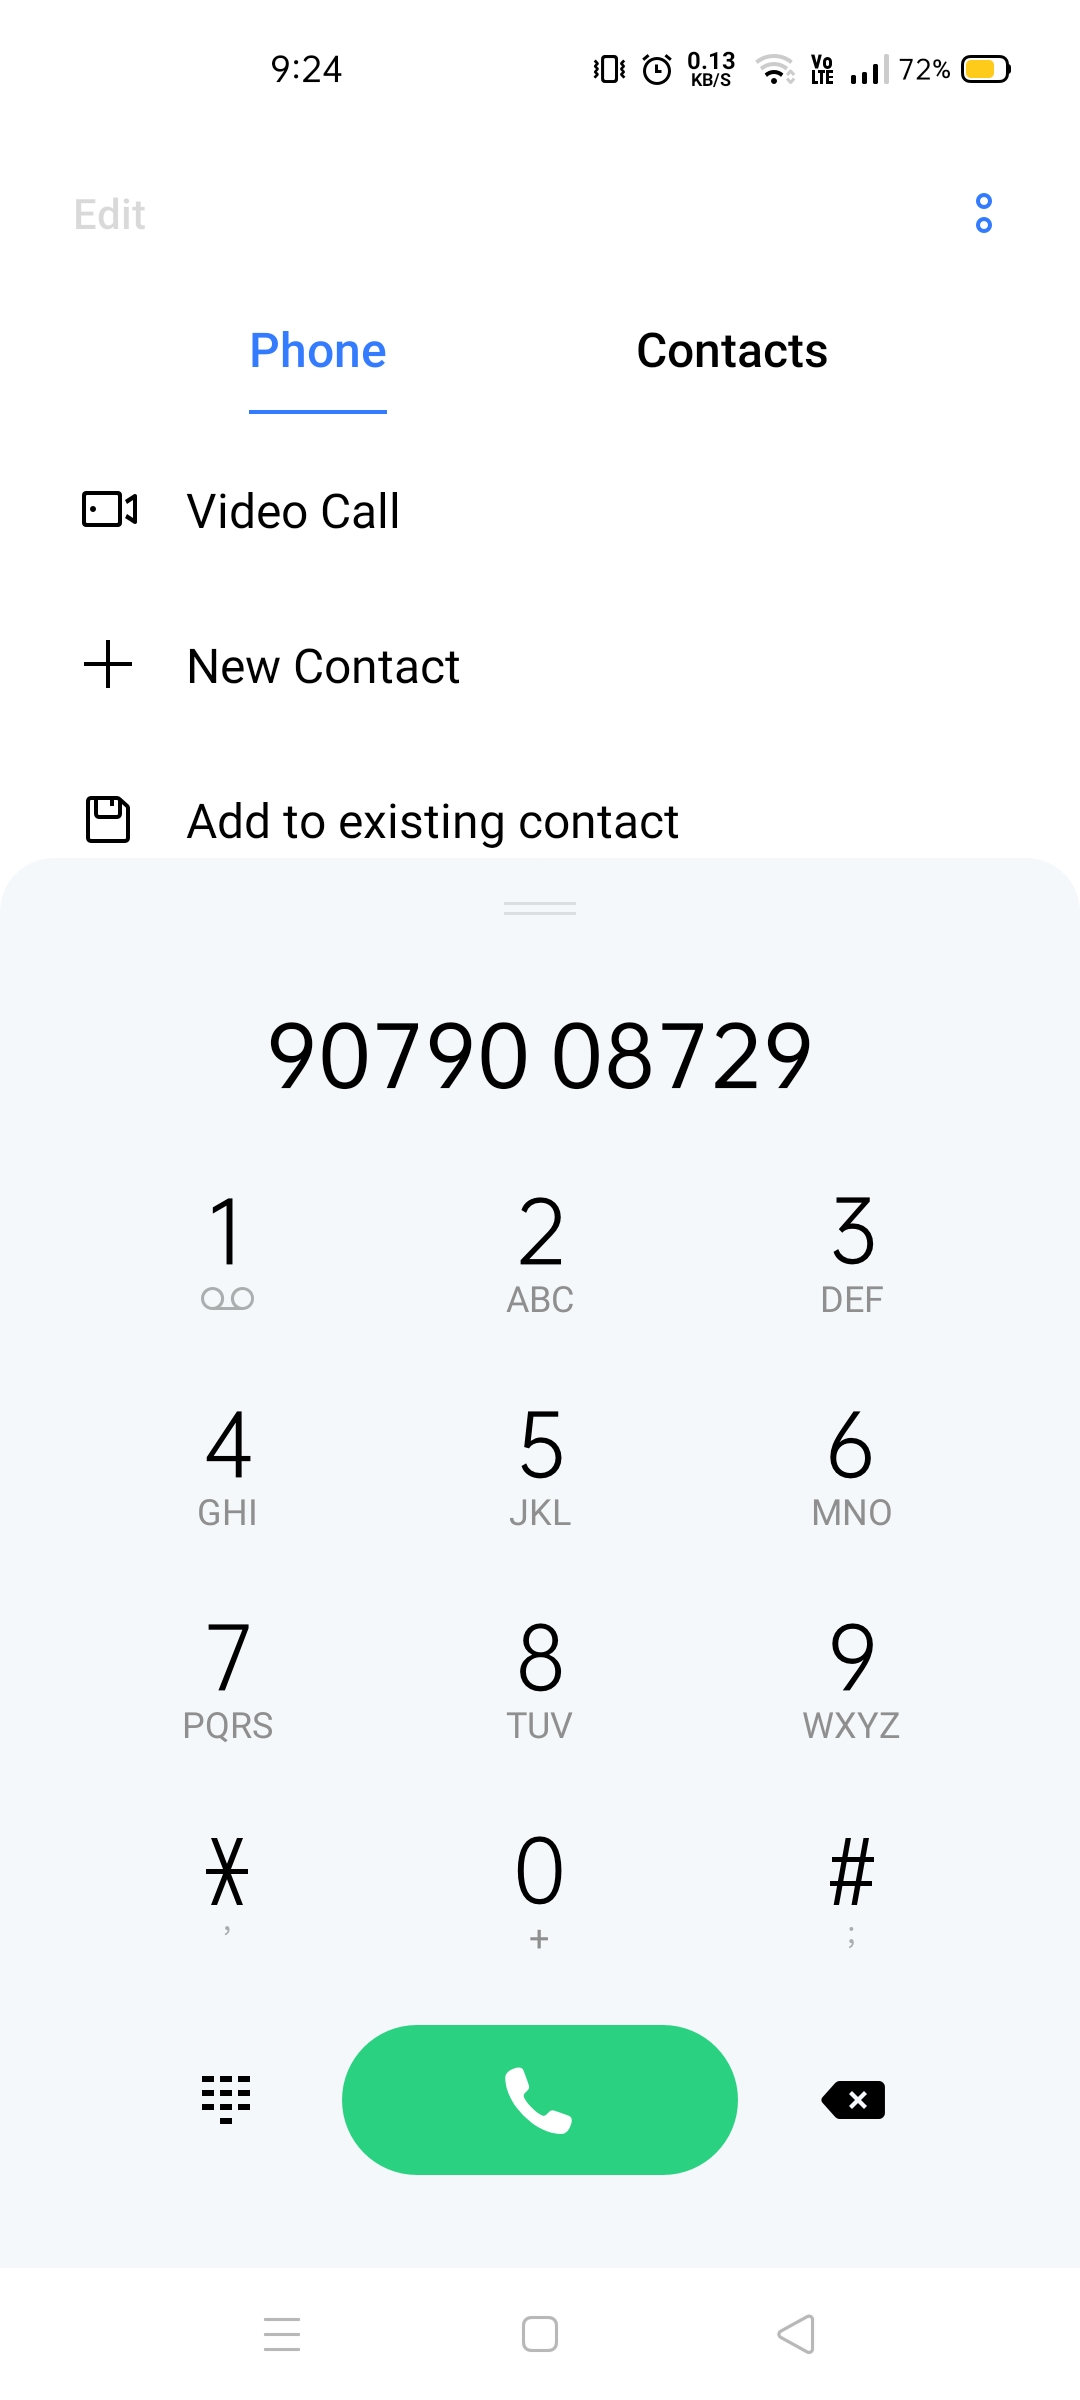 9:24 0.13 KB/S Vo LTE 72%
Edit
Phone Contacts
Video Call
New Contact
Add to existing contact
90790 08729
1 2 3
ABC DEF
4 5 6
GHI JKL MNO
7 8 9
PQRS TUV WXYZ
* 0 #
, + ;